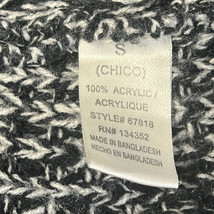 S
(CHICO)
100% ACRYLIC/
ACRYLIQUE
STYLE# 67818
RN# 134352
MADE IN BANGLADESH
HECHO EN BANGLADESH